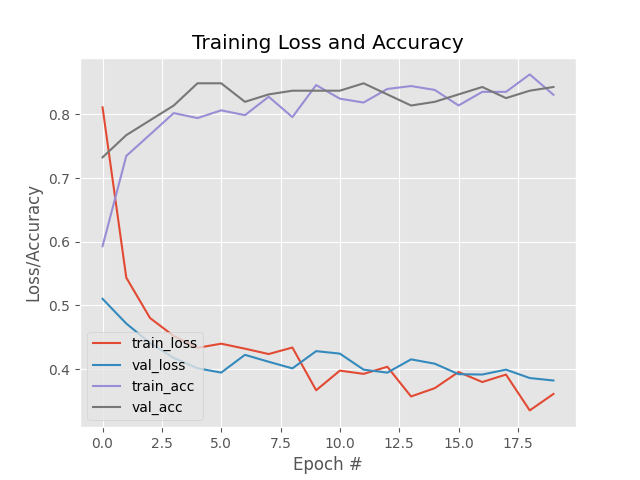 Training Loss and Accuracy
Loss/Accuracy
0.8
0.7
0.6
0.5
0.4
train_loss
val_loss
train_acc
val_acc
0.0 2.5 5.0 7.5 10.0 12.5 15.0 17.5
Epoch #